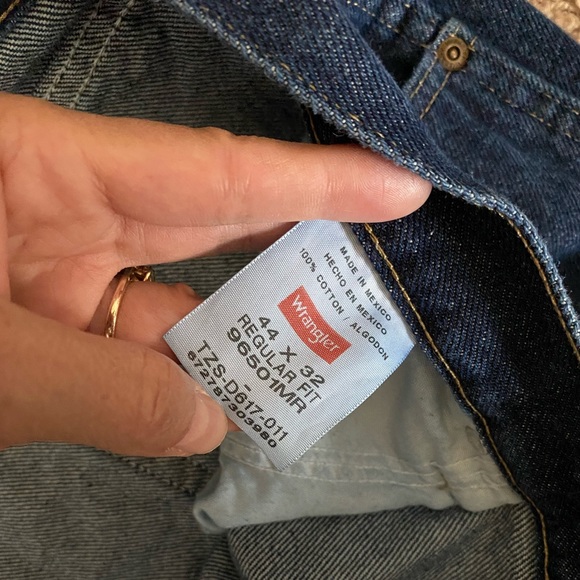 MADE IN MEXICO
HECHO EN MEXICO
100% COTTON / ALGODON
Wrangler
44 X 32
REGULAR FIT
96501MR
-
TZS-D617-011
672787303980